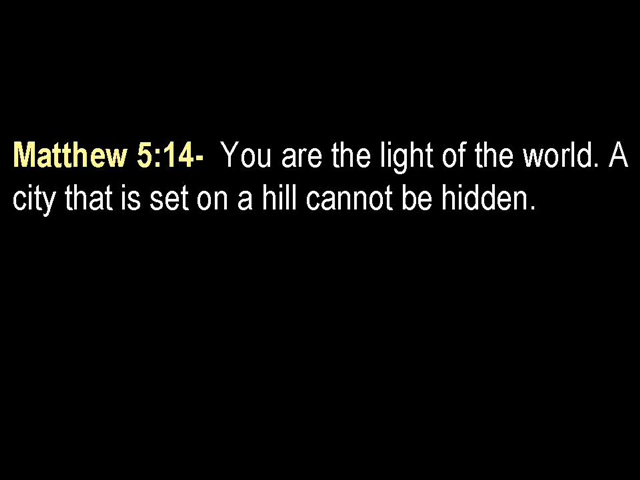 Matthew 5:14- You are the light of the world. A
city that is set on a hill cannot be hidden.